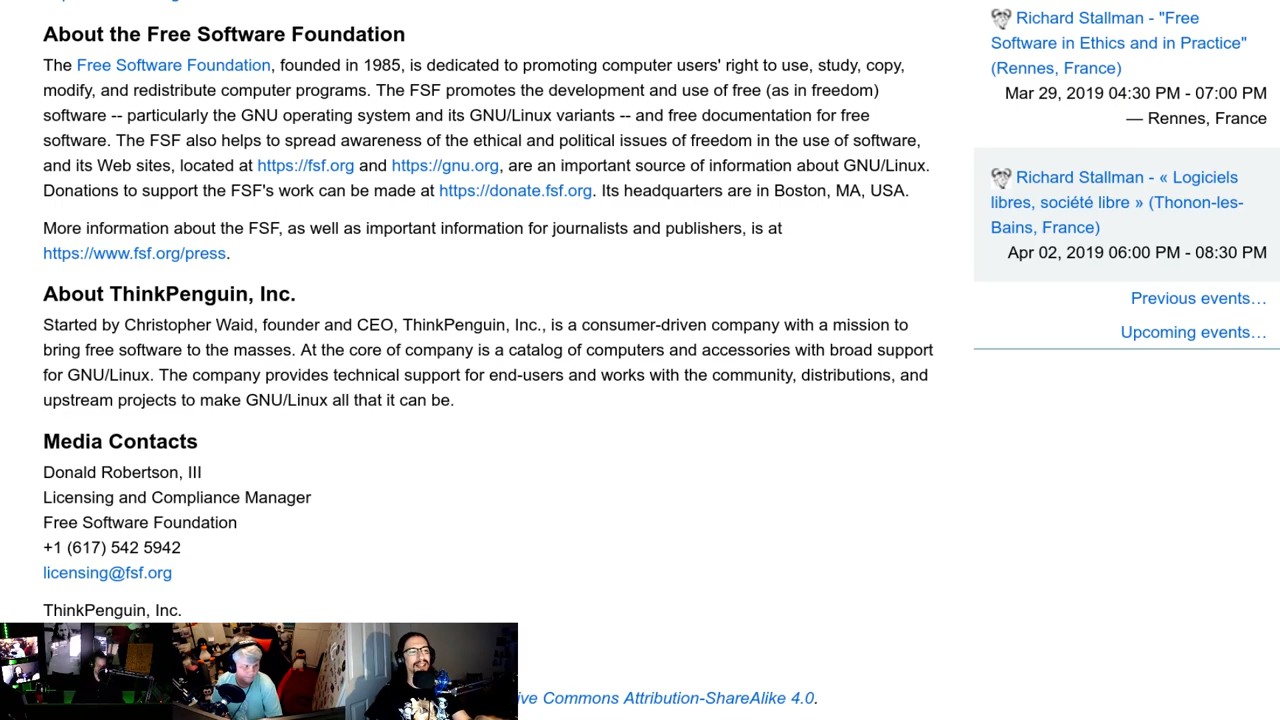 About the Free Software Foundation
The Free Software Foundation, founded in 1985, is dedicated to promoting computer users' right to use, study, copy,
modify, and redistribute computer programs. The FSF promotes the development and use of free (as in freedom)
software -- particularly the GNU operating system and its GNU/Linux variants -- and free documentation for free
software. The FSF also helps to spread awareness of the ethical and political issues of freedom in the use of software,
and its Web sites, located at https://fsf.org and https://gnu.org, are an important source of information about GNU/Linux.
Donations to support the FSF's work can be made at https://donate.fsf.org. Its headquarters are in Boston, MA, USA.
More information about the FSF, as well as important information for journalists and publishers, is at
https://www.fsf.org/press.
About ThinkPenguin, Inc.
Started by Christopher Waid, founder and CEO, ThinkPenguin, Inc., is a consumer-driven company with a mission to
bring free software to the masses. At the core of company is a catalog of computers and accessories with broad support
for GNU/Linux. The company provides technical support for end-users and works with the community, distributions, and
upstream projects to make GNU/Linux all that it can be.
Media Contacts
Donald Robertson, III
Licensing and Compliance Manager
Free Software Foundation
+1 (617) 542 5942
licensing@fsf.org
ThinkPenguin, Inc.
ive Commons Attribution-ShareAlike 4.0.
Richard Stallman - "Free
Software in Ethics and in Practice"
(Rennes, France)
Mar 29, 2019 04:30 PM - 07:00 PM
— Rennes, France
Richard Stallman - « Logiciels
libres, société libre » (Thonon-les-
Bains, France)
Apr 02, 2019 06:00 PM - 08:30 PM
Previous events…
Upcoming events…